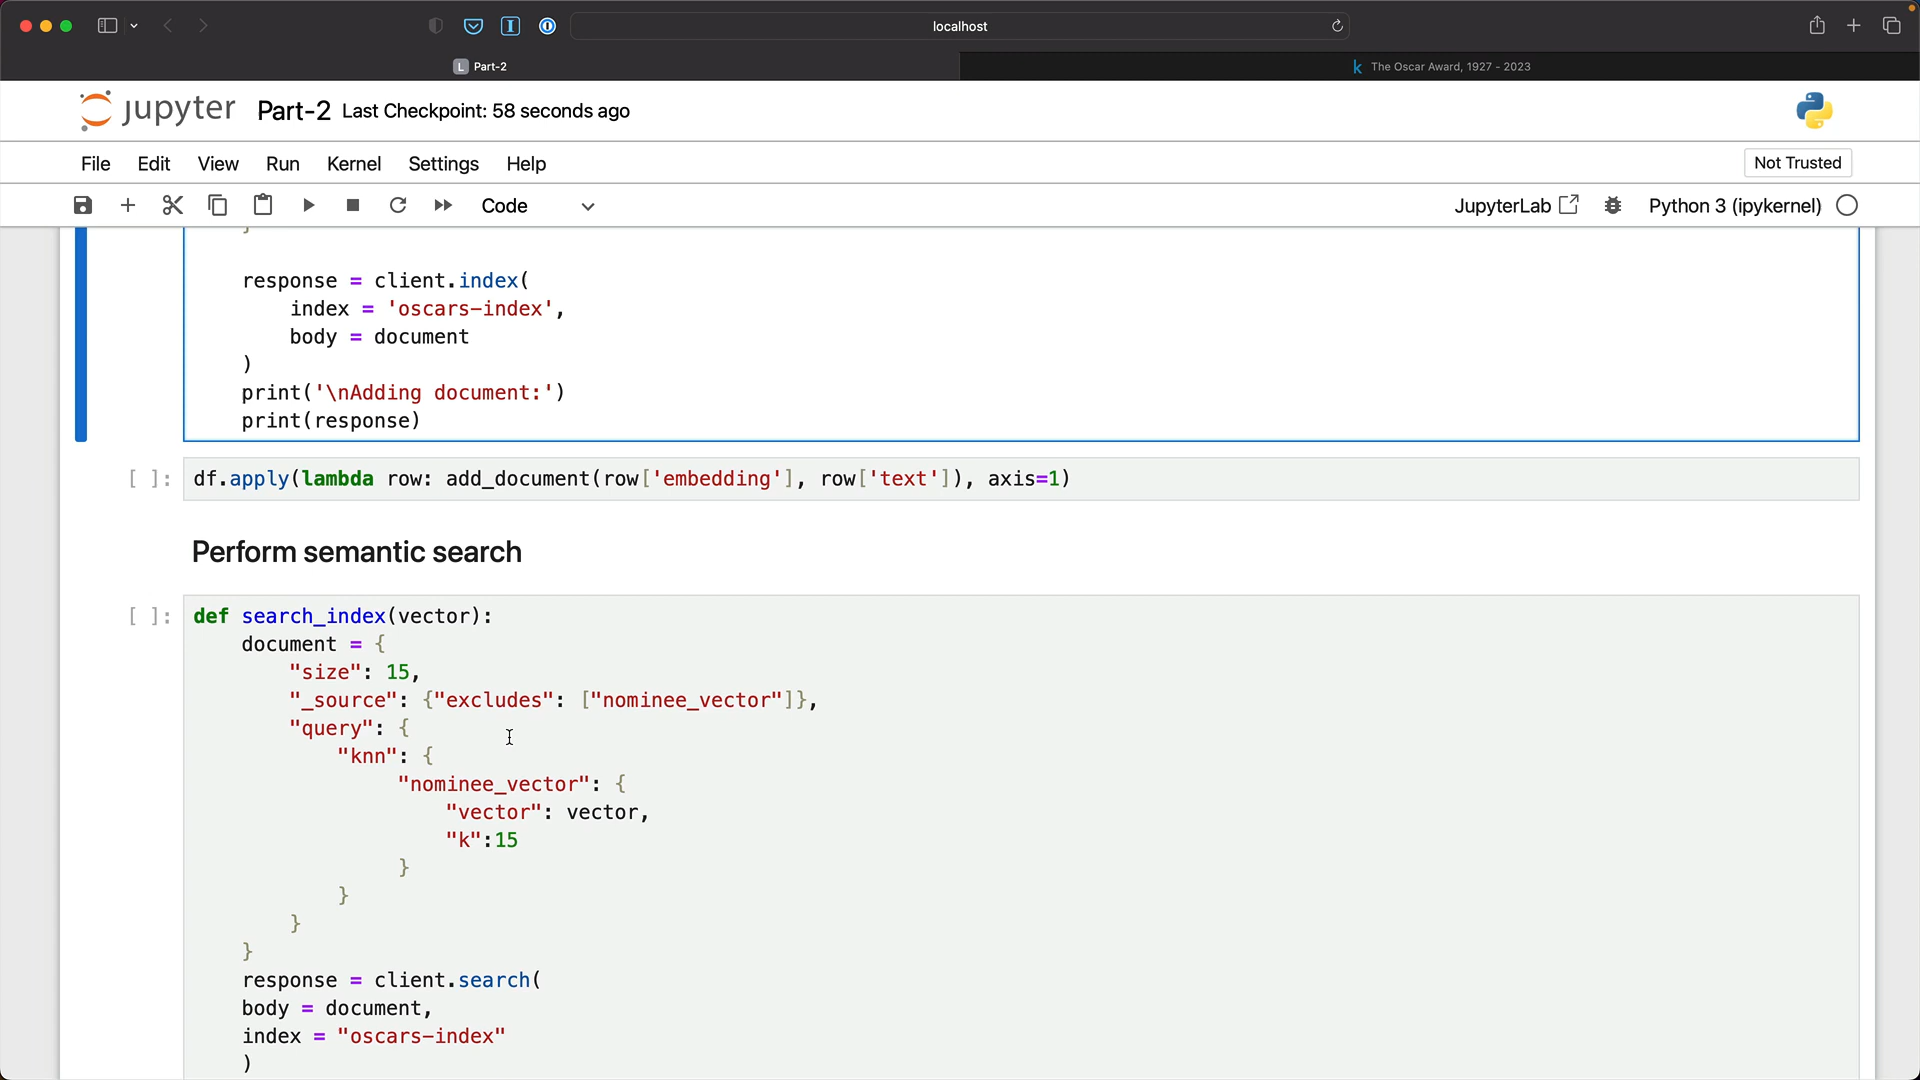 localhost
L Part-2
k The Oscar Award, 1927 - 2023
jupyter Part-2 Last Checkpoint: 58 seconds ago
File Edit View Run Kernel Settings Help
Not Trusted
Code
JupyterLab
Python 3 (ipykernel)
}
response = client.index(
index = 'oscars-index',
body = document
)
print('\nAdding document:')
print(response)
[ ]: df.apply(lambda row: add_document(row['embedding'], row['text']), axis=1)
Perform semantic search
[ ]: def search_index(vector):
document = {
"size": 15,
"_source": {"excludes": ["nominee_vector"]},
"query": {
"knn": {
"nominee_vector": {
"vector": vector,
"k":15
}
}
}
}
response = client.search(
body = document,
index = "oscars-index"
)